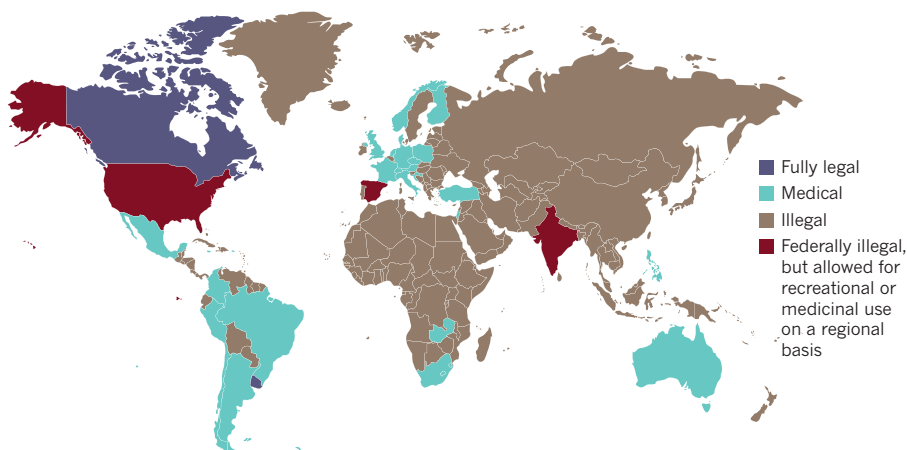 Fully legal
Medical
Illegal
Federally illegal,
but allowed for
recreational or
medicinal use
on a regional
basis